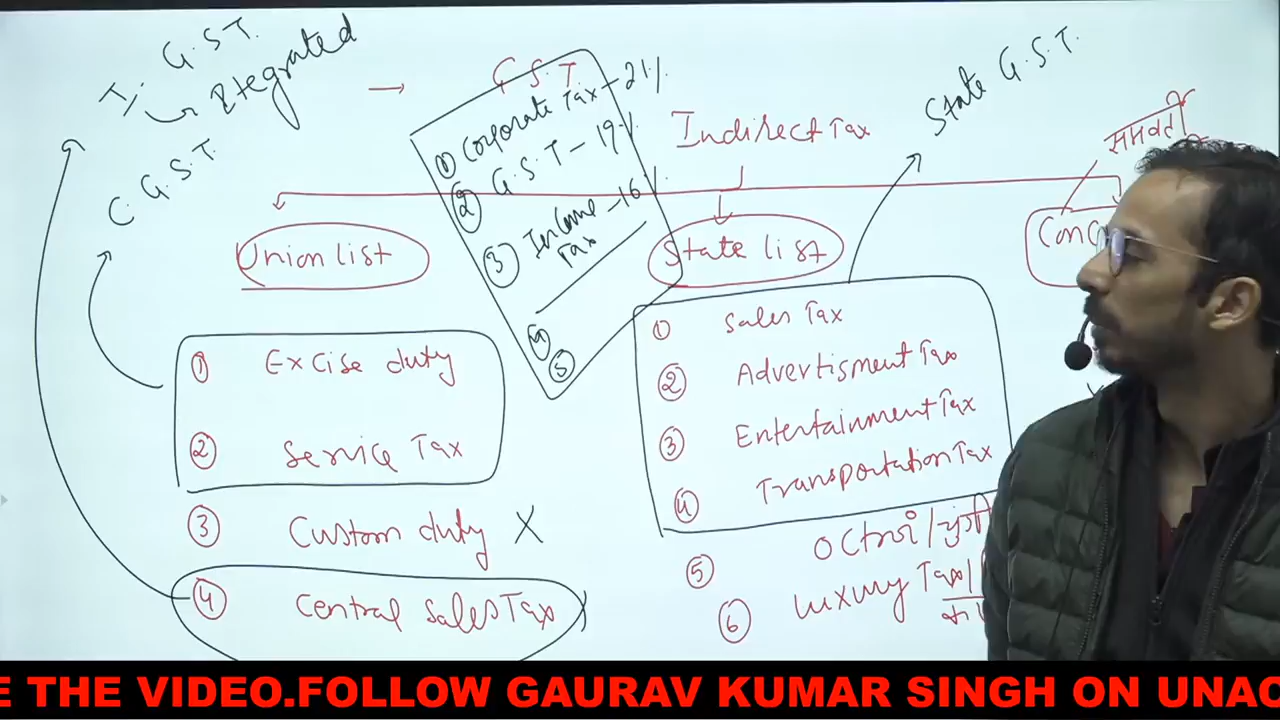 I. G.S.T.
Integrated
C. G.S.T.
G S T
① Corporate Tax - 21%
② G.S.T - 19%
③ Income Tax - 16%
④
⑤
Indirect Tax
State G.S.T.
समवर्ती
Union list
State list
① Excise duty
② Service Tax
③ Custom duty X
④ Central Sales Tax
① Sales Tax
② Advertisment Tax
③ Entertainment Tax
④ Transportation Tax
⑤ Octroi /
⑥ Luxury Tax/
E THE VIDEO.FOLLOW GAURAV KUMAR SINGH ON UNAC